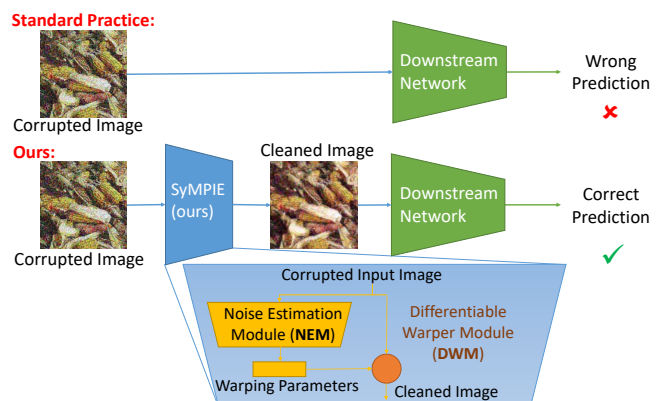 Standard Practice:
Downstream
Network
Wrong
Prediction
Corrupted Image
Ours:
Cleaned Image
SyMPIE
(ours)
Downstream
Network
Correct
Prediction
Corrupted Image
Corrupted Input Image
Noise Estimation
Module (NEM)
Differentiable
Warper Module
(DWM)
Warping Parameters
Cleaned Image